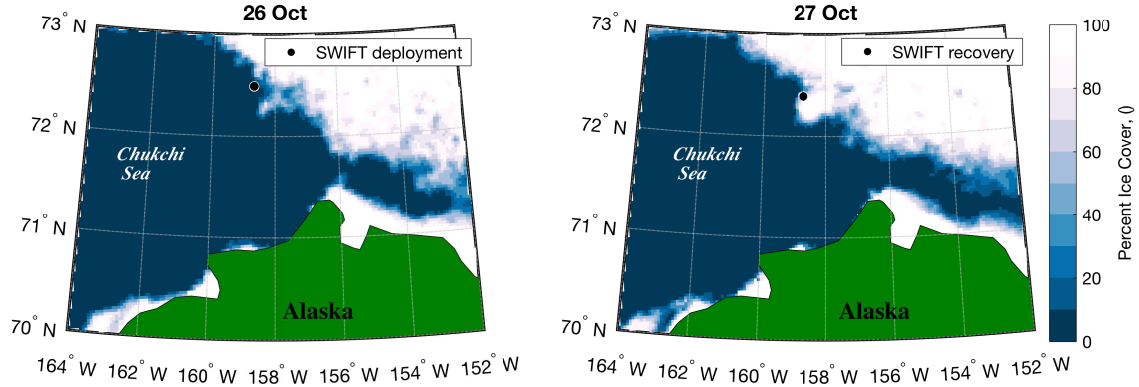 26 Oct
73° N
72° N
71° N
70° N
SWIFT deployment
Chukchi
Sea
Alaska
164° W 162° W 160° W 158° W 156° W 154° W 152° W
27 Oct
73° N
72° N
71° N
70° N
SWIFT recovery
Chukchi
Sea
Alaska
164° W 162° W 160° W 158° W 156° W 154° W 152° W
100
80
60
40
20
0
Percent Ice Cover, ()